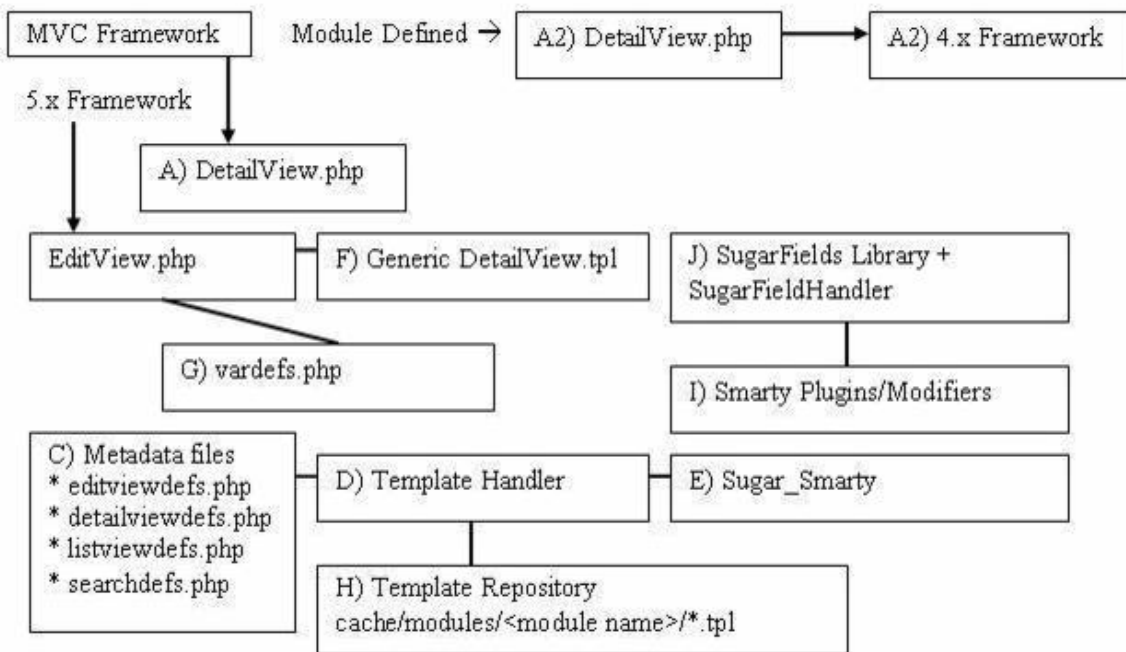 MVC Framework
Module Defined →
A2) DetailView.php
A2) 4.x Framework
5.x Framework
A) DetailView.php
EditView.php
F) Generic DetailView.tpl
J) SugarFields Library +
SugarFieldHandler
G) vardefs.php
I) Smarty Plugins/Modifiers
C) Metadata files
* editviewdefs.php
* detailviewdefs.php
* listviewdefs.php
* searchdefs.php
D) Template Handler
E) Sugar_Smarty
H) Template Repository
cache/modules/<module name>/*.tpl